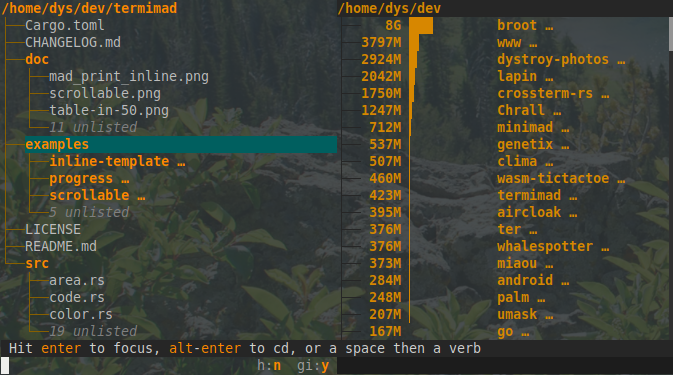 /home/dys/dev/termimad
Cargo.toml
CHANGELOG.md
doc
mad_print_inline.png
scrollable.png
table-in-50.png
11 unlisted
examples
inline-template …
progress …
scrollable …
5 unlisted
LICENSE
README.md
src
area.rs
code.rs
color.rs
19 unlisted
/home/dys/dev
8G broot …
3797M www …
2924M dystroy-photos …
2042M lapin …
1750M crossterm-rs …
1247M Chrall …
712M minimad …
537M genetix …
507M clima …
460M wasm-tictactoe …
423M termimad …
395M aircloak …
376M ter …
376M whalespotter …
373M miaou …
284M android …
248M palm …
207M umask …
167M go …
Hit enter to focus, alt-enter to cd, or a space then a verb
h:n gi:y